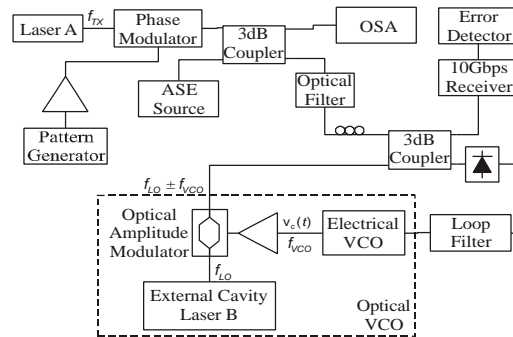 Laser A
f_TX
Phase
Modulator
3dB
Coupler
OSA
Error
Detector
ASE
Source
Optical
Filter
10Gbps
Receiver
Pattern
Generator
3dB
Coupler
f_LO ± f_VCO
Optical
Amplitude
Modulator
v_c(t)
f_VCO
Electrical
VCO
Loop
Filter
f_LO
External Cavity
Laser B
Optical
VCO